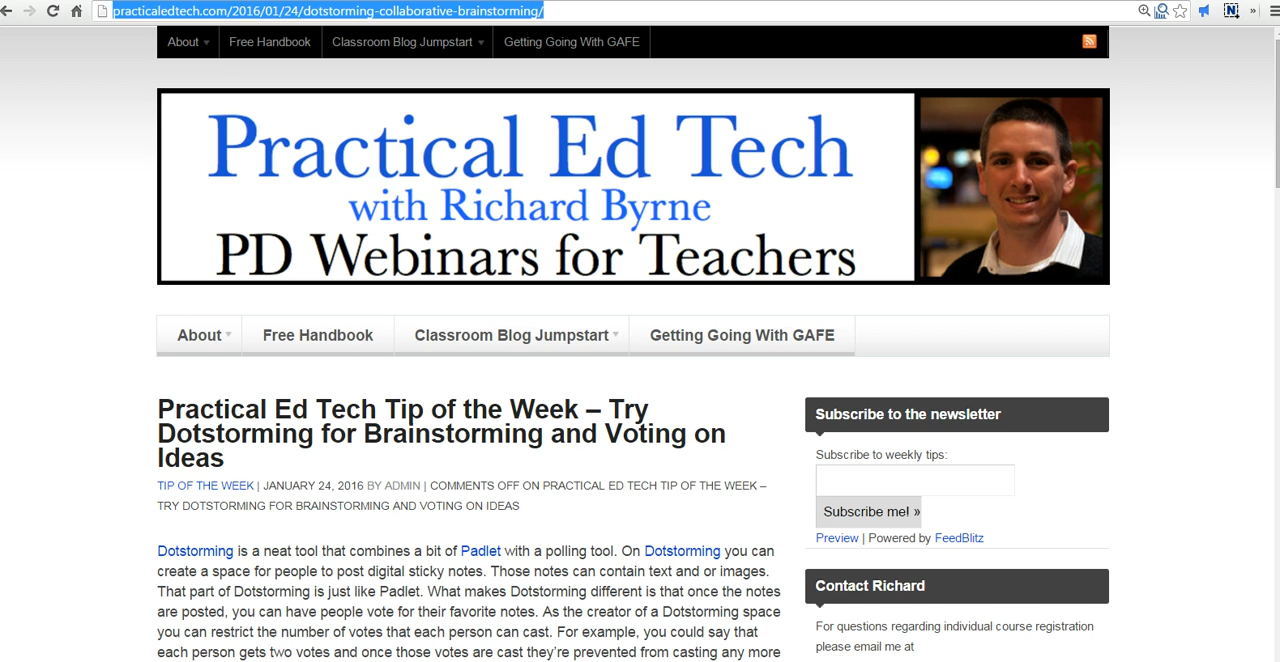 practicaledtech.com/2016/01/24/dotstorming-collaborative-brainstorming/
About
Free Handbook
Classroom Blog Jumpstart
Getting Going With GAFE
Practical Ed Tech
with Richard Byrne
PD Webinars for Teachers
About
Free Handbook
Classroom Blog Jumpstart
Getting Going With GAFE
Practical Ed Tech Tip of the Week – Try
Dotstorming for Brainstorming and Voting on
Ideas
TIP OF THE WEEK | JANUARY 24, 2016 BY ADMIN | COMMENTS OFF ON PRACTICAL ED TECH TIP OF THE WEEK –
TRY DOTSTORMING FOR BRAINSTORMING AND VOTING ON IDEAS
Dotstorming is a neat tool that combines a bit of Padlet with a polling tool. On Dotstorming you can
create a space for people to post digital sticky notes. Those notes can contain text and or images.
That part of Dotstorming is just like Padlet. What makes Dotstorming different is that once the notes
are posted, you can have people vote for their favorite notes. As the creator of a Dotstorming space
you can restrict the number of votes that each person can cast. For example, you could say that
each person gets two votes and once those votes are cast they're prevented from casting any more
Subscribe to the newsletter
Subscribe to weekly tips:
Subscribe me! »
Preview | Powered by FeedBlitz
Contact Richard
For questions regarding individual course registration
please email me at